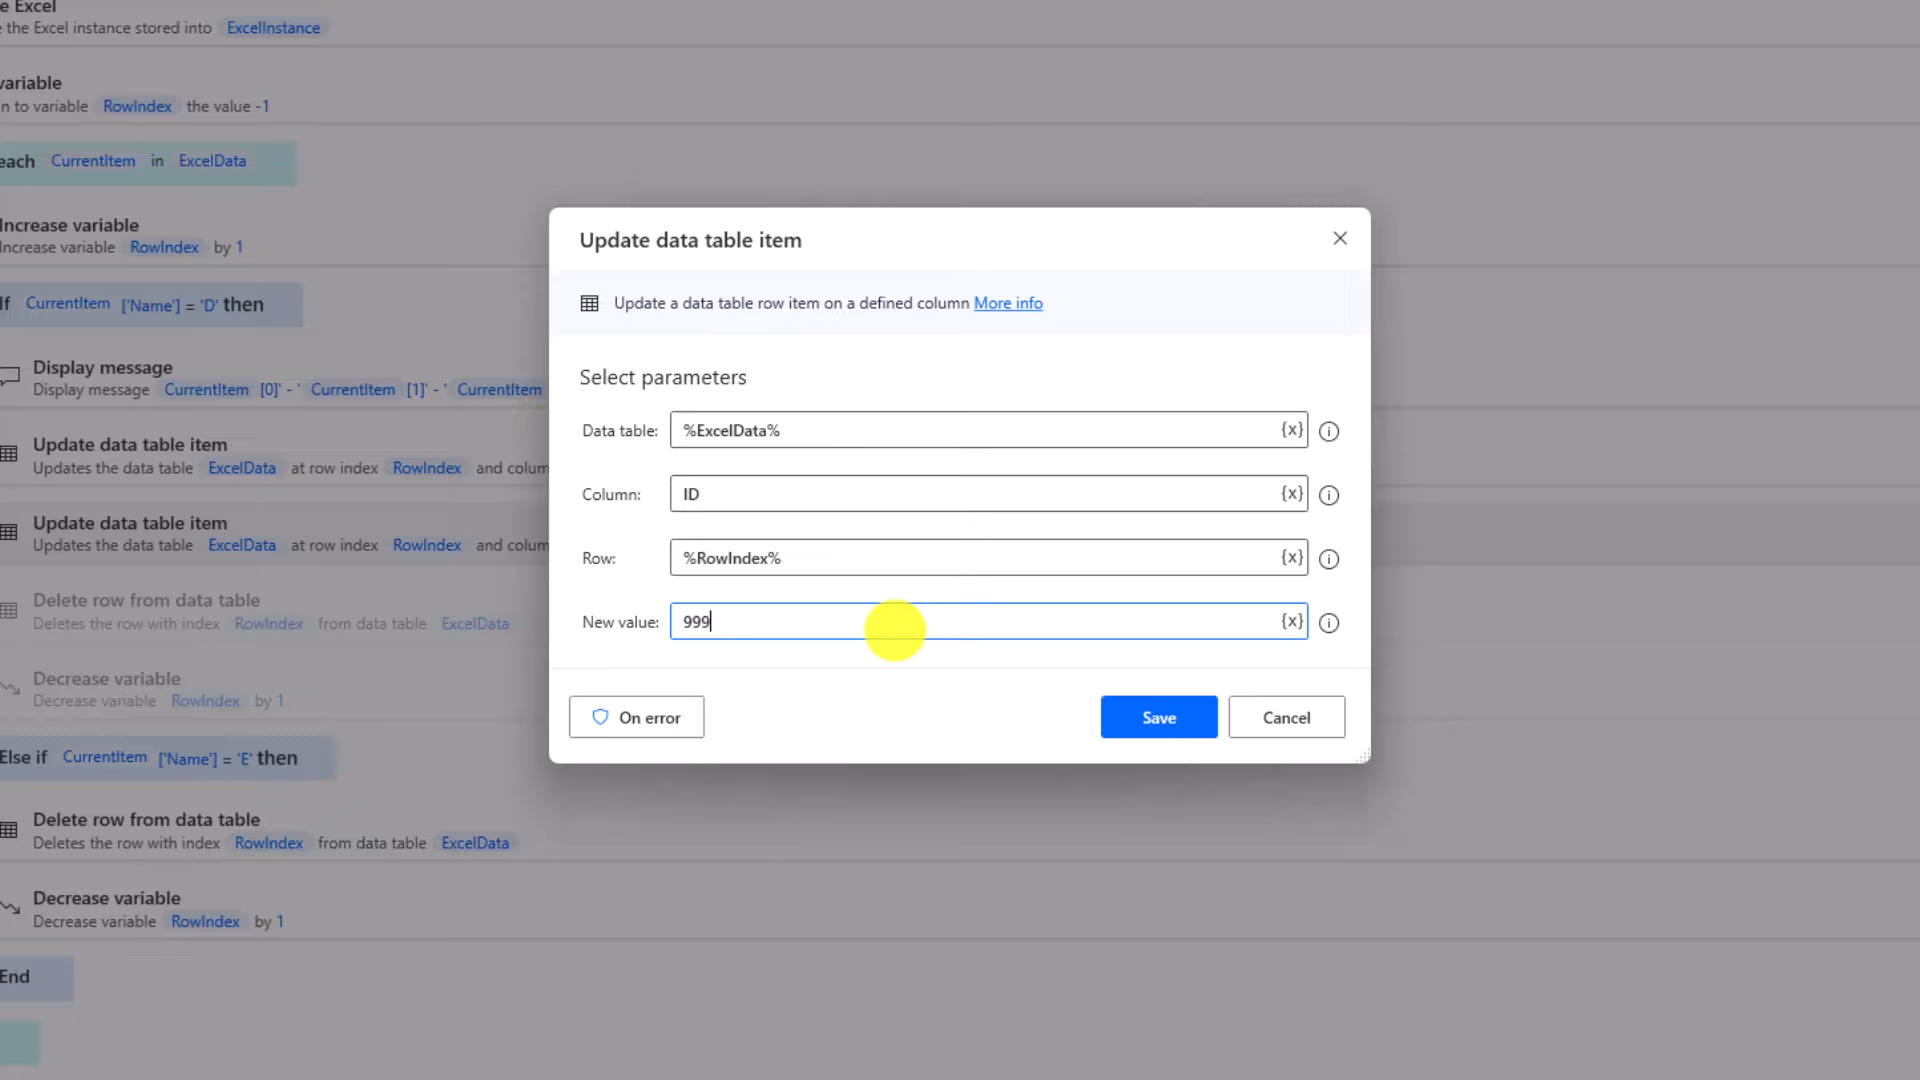 e Excel
e the Excel instance stored into ExcelInstance
variable
n to variable RowIndex the value -1
each CurrentItem in ExcelData
Increase variable
Increase variable RowIndex by 1
If CurrentItem ['Name'] = 'D' then
Display message
Display message CurrentItem [0]' - ' CurrentItem [1]' - ' CurrentItem
Update data table item
Updates the data table ExcelData at row index RowIndex and colum
Update data table item
Updates the data table ExcelData at row index RowIndex and colum
Delete row from data table
Deletes the row with index RowIndex from data table ExcelData
Decrease variable
Decrease variable RowIndex by 1
Else if CurrentItem ['Name'] = 'E' then
Delete row from data table
Deletes the row with index RowIndex from data table ExcelData
Decrease variable
Decrease variable RowIndex by 1
End
Update data table item
Update a data table row item on a defined column More info
Select parameters
Data table: %ExcelData% {x}
Column: ID {x}
Row: %RowIndex% {x}
New value: 999 {x}
On error Save Cancel